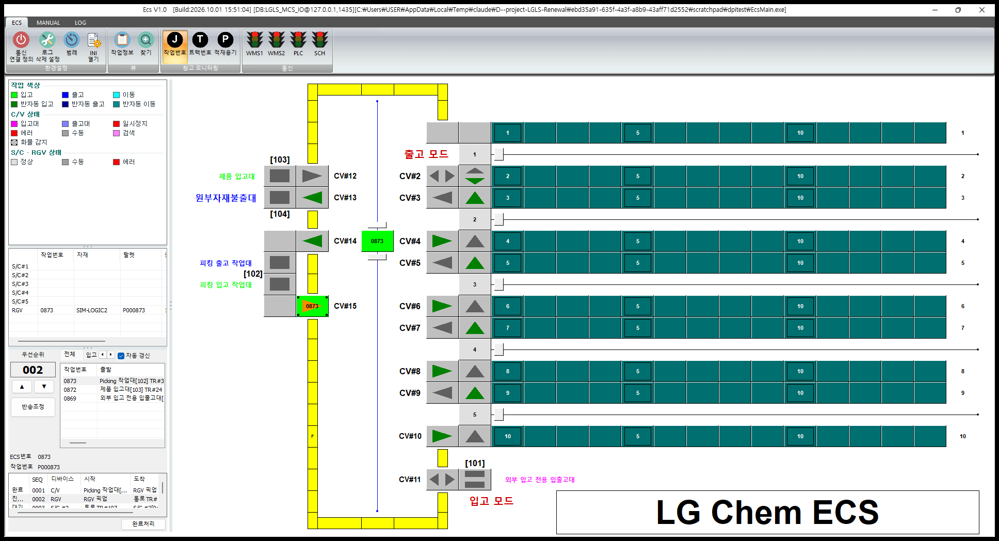 Ecs V1.0    [Build:2026.10.01 15:51:04] [DB:LGLS_MCS_IO@127.0.0.1,1435][C:₩Users₩USER₩AppData₩Local₩Temp₩claude₩D--project-LGLS-Renewal₩ebd35a91-635f-4a3f-a8b9-43aff71d2552₩scratchpad₩dpitest₩EcsMain.exe]
ECS MANUAL LOG
J T P
통신 연결 정의 로그 삭제 설정 범례 INI 열기 작업정보 찾기 작업번호 트랙번호 적재용기 WMS1 WMS2 PLC SCH
환경설정 뷰 창고 모니터링 통신
작업 색상
입고 출고 이동
반자동 입고 반자동 출고 반자동 이동
C/V 상태
입고대 출고대 일시정지
에러 수동 검색
화물 감지
S/C · RGV 상태
정상 수동 에러
작업번호 자재 팔렛
S/C#1
S/C#2
S/C#3
S/C#4
S/C#5
RGV 0873 SIM-LOGIC2 P000873
우선순위 전체 입고 자동 갱신
002
▲ ▼
반송조정
작업번호 출발
0873 Picking 작업대[102] TR#3
0872 제품 입고대[103] TR#24
0869 외부 입고 전용 입출고대[
ECS번호 0873
작업번호 P000873
SEQ 디바이스 시작 도착
완료 0001 C/V Picking 작업대[... RGV 픽업
진... 0002 RGV RGV 픽업 통로 TR#
대기 0003 S/C #2 통로 TR#107
완료처리
1 5 10 1
출고 모드 1
[103]
제품 입고대 CV#12 CV#2 2 5 10 2
원부자재불출대 CV#13 CV#3 3 5 10 3
[104]
2
CV#14 0873 CV#4 4 5 10 4
피킹 출고 작업대 CV#5 5 5 10 5
[102]
피킹 입고 작업대 3
0873 CV#15 CV#6 6 5 10 6
CV#7 7 5 10 7
4
CV#8 8 5 10 8
CV#9 9 5 10 9
5
F CV#10 10 5 10 10
[101]
CV#11 외부 입고 전용 입출고대
입고 모드
LG Chem ECS